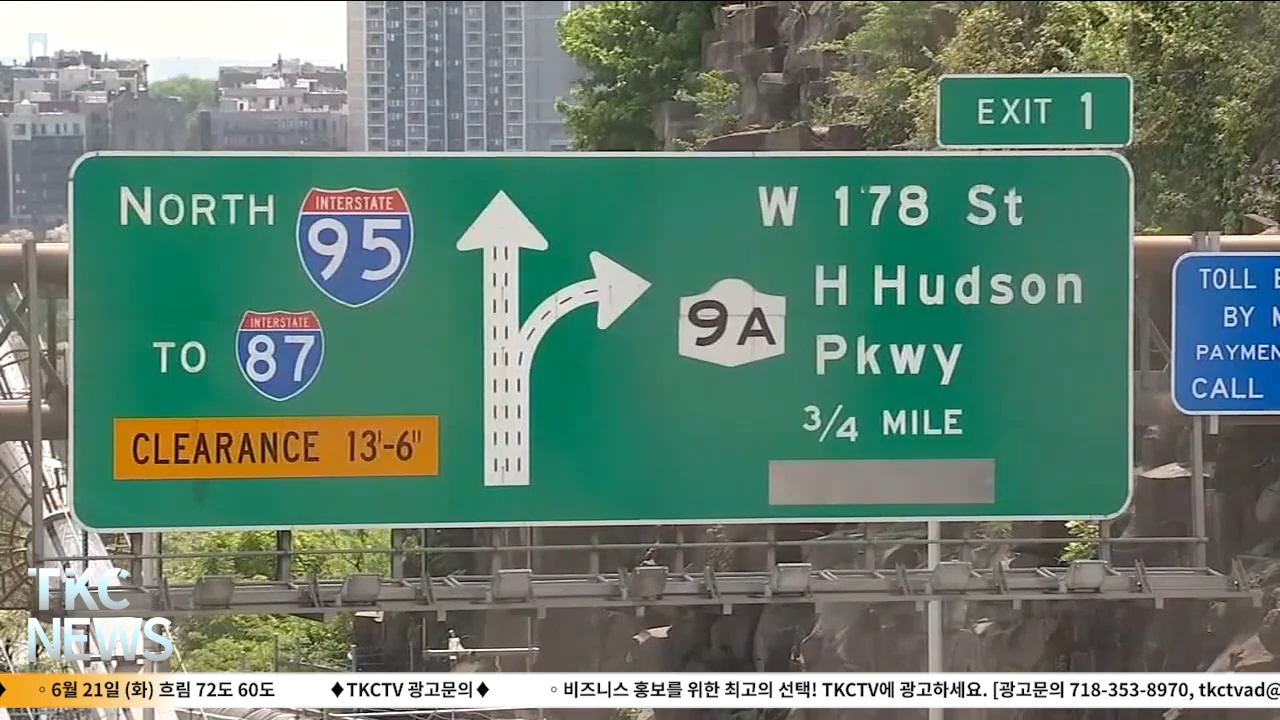 EXIT 1
NORTH INTERSTATE 95
TO INTERSTATE 87
CLEARANCE 13'-6"
W 178 St
9A H Hudson
Pkwy
3/4 MILE
TOLL
BY
PAYMEN
CALL
TKC
NEWS
◦ 6월 21일 (화) 흐림 72도 60도 ♦TKCTV 광고문의♦ ◦ 비즈니스 홍보를 위한 최고의 선택! TKCTV에 광고하세요. [광고문의 718-353-8970, tkctvad@